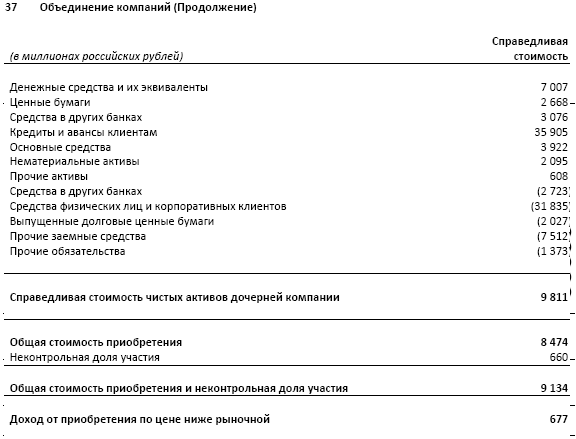 37 Объединение компаний (Продолжение)
Справедливая
(в миллионах российских рублей) стоимость
Денежные средства и их эквиваленты 7 007
Ценные бумаги 2 668
Средства в других банках 3 076
Кредиты и авансы клиентам 35 905
Основные средства 3 922
Нематериальные активы 2 095
Прочие активы 608
Средства в других банках (2 723)
Средства физических лиц и корпоративных клиентов (31 835)
Выпущенные долговые ценные бумаги (2 027)
Прочие заемные средства (7 512)
Прочие обязательства (1 373)
Справедливая стоимость чистых активов дочерней компании 9 811
Общая стоимость приобретения 8 474
Неконтрольная доля участия 660
Общая стоимость приобретения и неконтрольная доля участия 9 134
Доход от приобретения по цене ниже рыночной 677